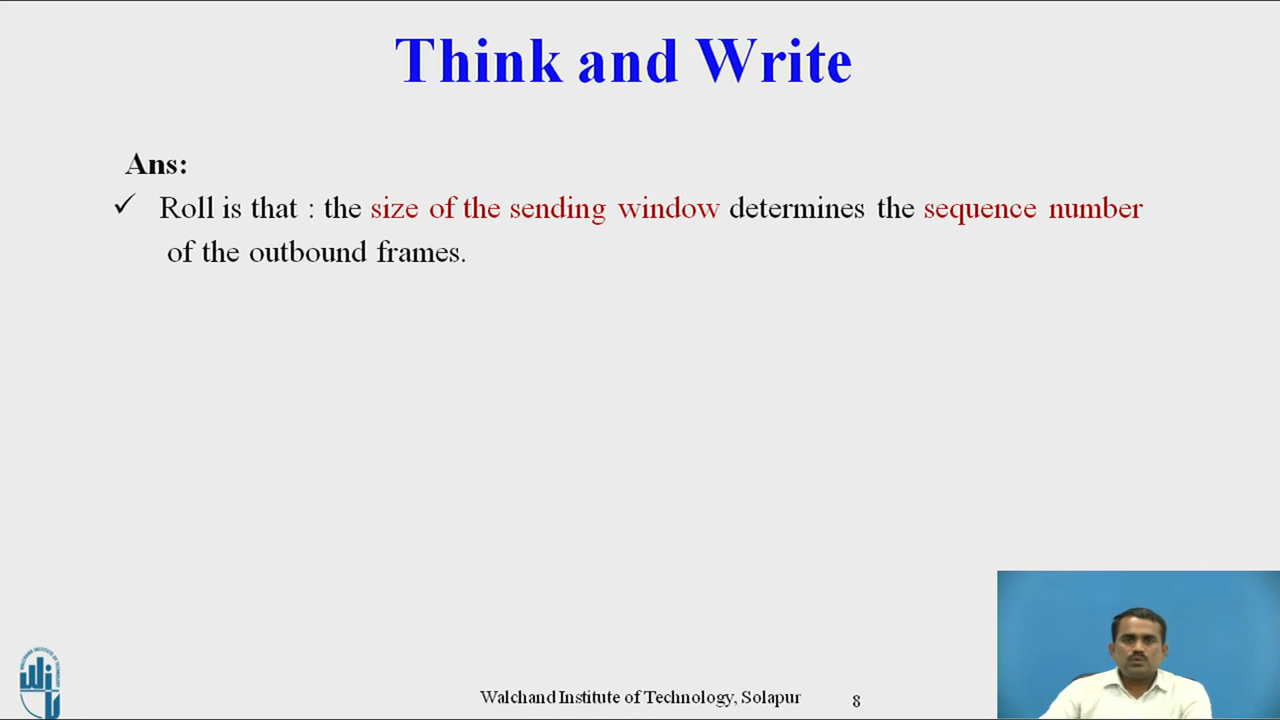 Think and Write
Ans:
✓ Roll is that : the size of the sending window determines the sequence number
of the outbound frames.
Walchand Institute of Technology, Solapur
8